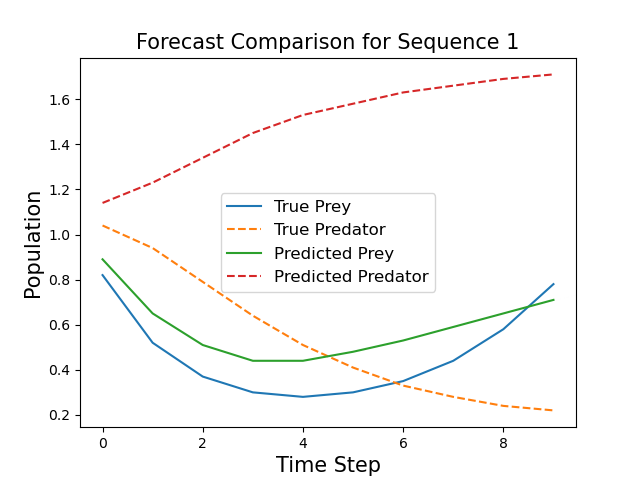 Forecast Comparison for Sequence 1
Population
1.6
1.4
1.2
1.0
0.8
0.6
0.4
0.2
True Prey
True Predator
Predicted Prey
Predicted Predator
0 2 4 6 8
Time Step